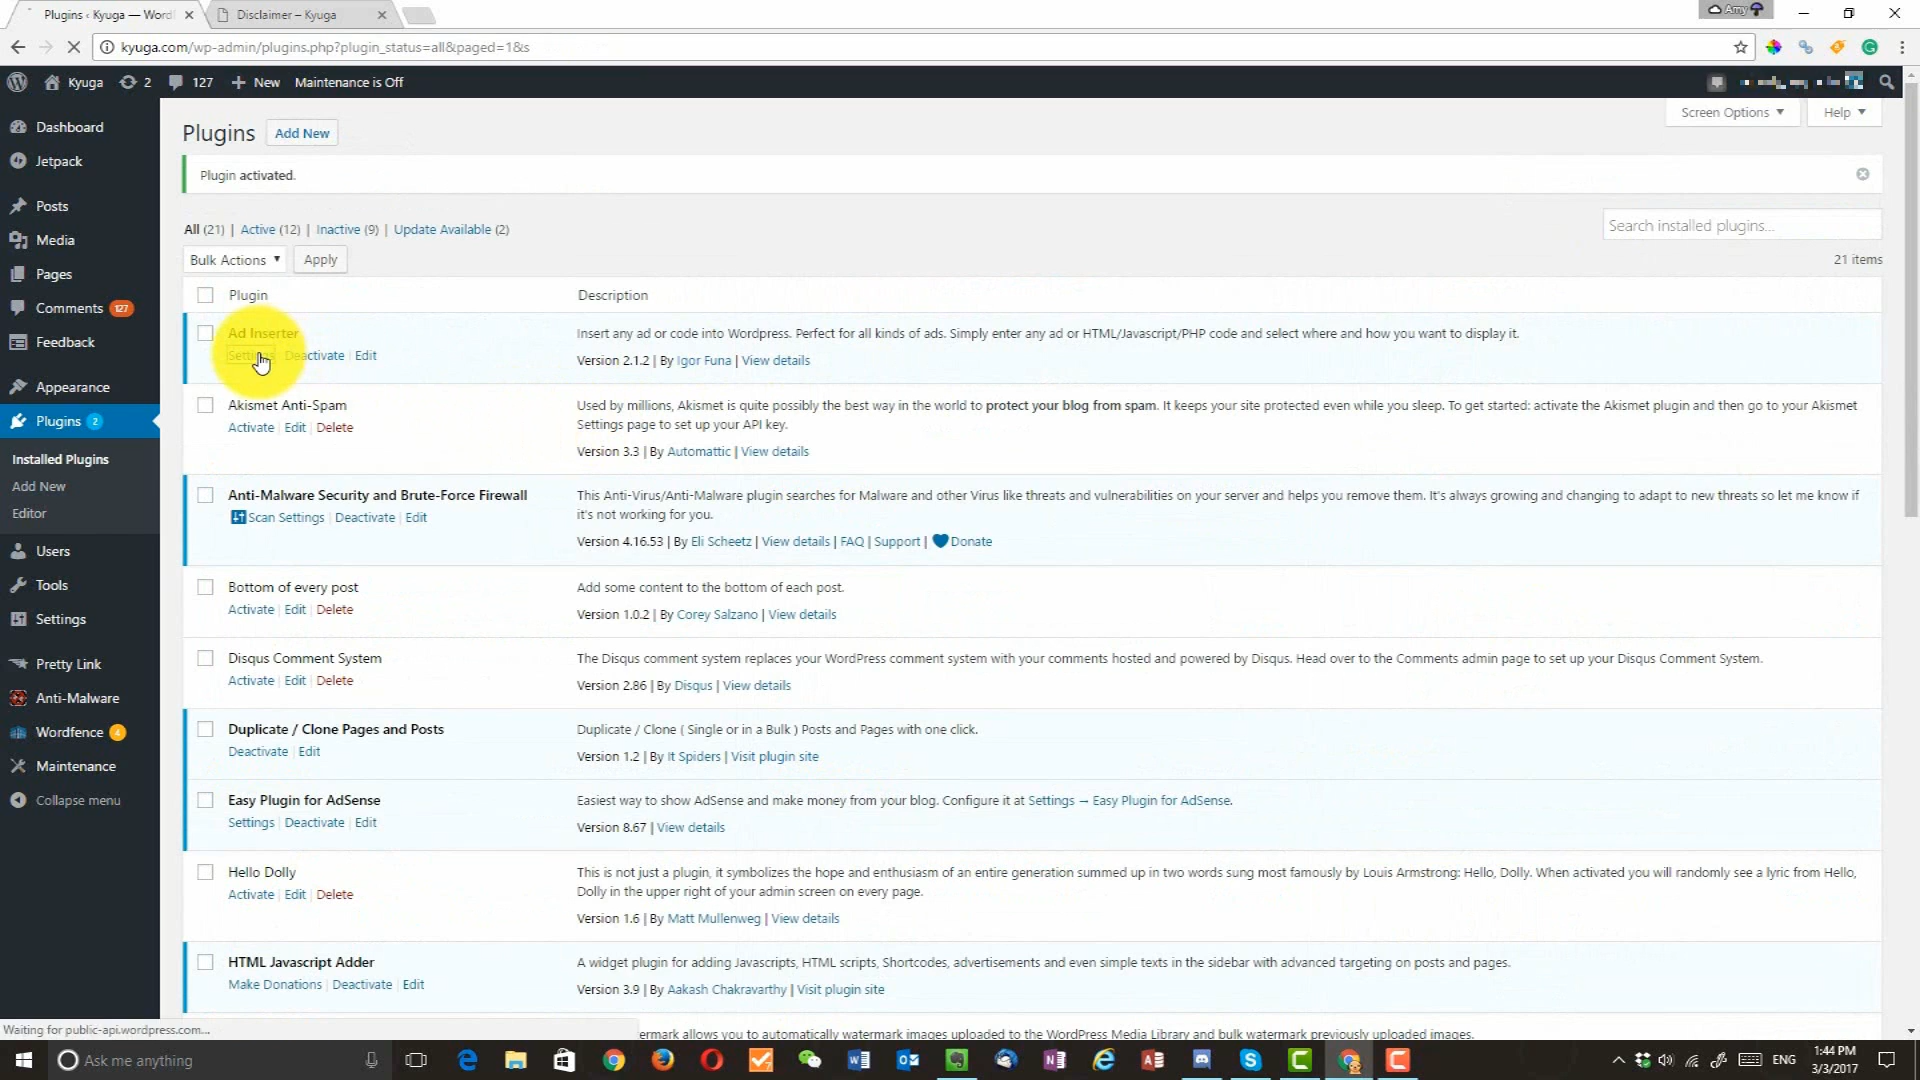 Plugins ‹ Kyuga — Word
Disclaimer – Kyuga
Amy
kyuga.com/wp-admin/plugins.php?plugin_status=all&paged=1&s
Kyuga
2
127
New
Maintenance is Off
Dashboard
Jetpack
Posts
Media
Pages
Comments 127
Feedback
Appearance
Plugins 2
Installed Plugins
Add New
Editor
Users
Tools
Settings
Pretty Link
Anti-Malware
Wordfence 4
Maintenance
Collapse menu
Screen Options
Help
Plugins Add New
Plugin activated.
All (21) | Active (12) | Inactive (9) | Update Available (2)
Search installed plugins...
Bulk Actions Apply
21 items
Plugin Description
Ad Inserter
Settings | Deactivate | Edit
Insert any ad or code into Wordpress. Perfect for all kinds of ads. Simply enter any ad or HTML/Javascript/PHP code and select where and how you want to display it.
Version 2.1.2 | By Igor Funa | View details
Akismet Anti-Spam
Activate | Edit | Delete
Used by millions, Akismet is quite possibly the best way in the world to protect your blog from spam. It keeps your site protected even while you sleep. To get started: activate the Akismet plugin and then go to your Akismet
Settings page to set up your API key.
Version 3.3 | By Automattic | View details
Anti-Malware Security and Brute-Force Firewall
Scan Settings | Deactivate | Edit
This Anti-Virus/Anti-Malware plugin searches for Malware and other Virus like threats and vulnerabilities on your server and helps you remove them. It's always growing and changing to adapt to new threats so let me know if
it's not working for you.
Version 4.16.53 | By Eli Scheetz | View details | FAQ | Support | Donate
Bottom of every post
Activate | Edit | Delete
Add some content to the bottom of each post.
Version 1.0.2 | By Corey Salzano | View details
Disqus Comment System
Activate | Edit | Delete
The Disqus comment system replaces your WordPress comment system with your comments hosted and powered by Disqus. Head over to the Comments admin page to set up your Disqus Comment System.
Version 2.86 | By Disqus | View details
Duplicate / Clone Pages and Posts
Deactivate | Edit
Duplicate / Clone ( Single or in a Bulk ) Posts and Pages with one click.
Version 1.2 | By It Spiders | Visit plugin site
Easy Plugin for AdSense
Settings | Deactivate | Edit
Easiest way to show AdSense and make money from your blog. Configure it at Settings → Easy Plugin for AdSense.
Version 8.67 | View details
Hello Dolly
Activate | Edit | Delete
This is not just a plugin, it symbolizes the hope and enthusiasm of an entire generation summed up in two words sung most famously by Louis Armstrong: Hello, Dolly. When activated you will randomly see a lyric from Hello,
Dolly in the upper right of your admin screen on every page.
Version 1.6 | By Matt Mullenweg | View details
HTML Javascript Adder
Make Donations | Deactivate | Edit
A widget plugin for adding Javascripts, HTML scripts, Shortcodes, advertisements and even simple texts in the sidebar with advanced targeting on posts and pages.
Version 3.9 | By Aakash Chakravarthy | Visit plugin site
ermark allows you to automatically watermark images uploaded to the WordPress Media Library and bulk watermark previously uploaded images.
Waiting for public-api.wordpress.com...
Ask me anything
ENG
1:44 PM
3/3/2017